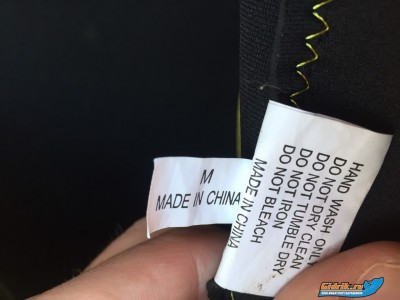 M
MADE IN CHINA
HAND WASH ONLY
DO NOT DRY CLEAN
DO NOT TUMBLE DRY
DO NOT IRON
DO NOT BLEACH
MADE IN CHINA